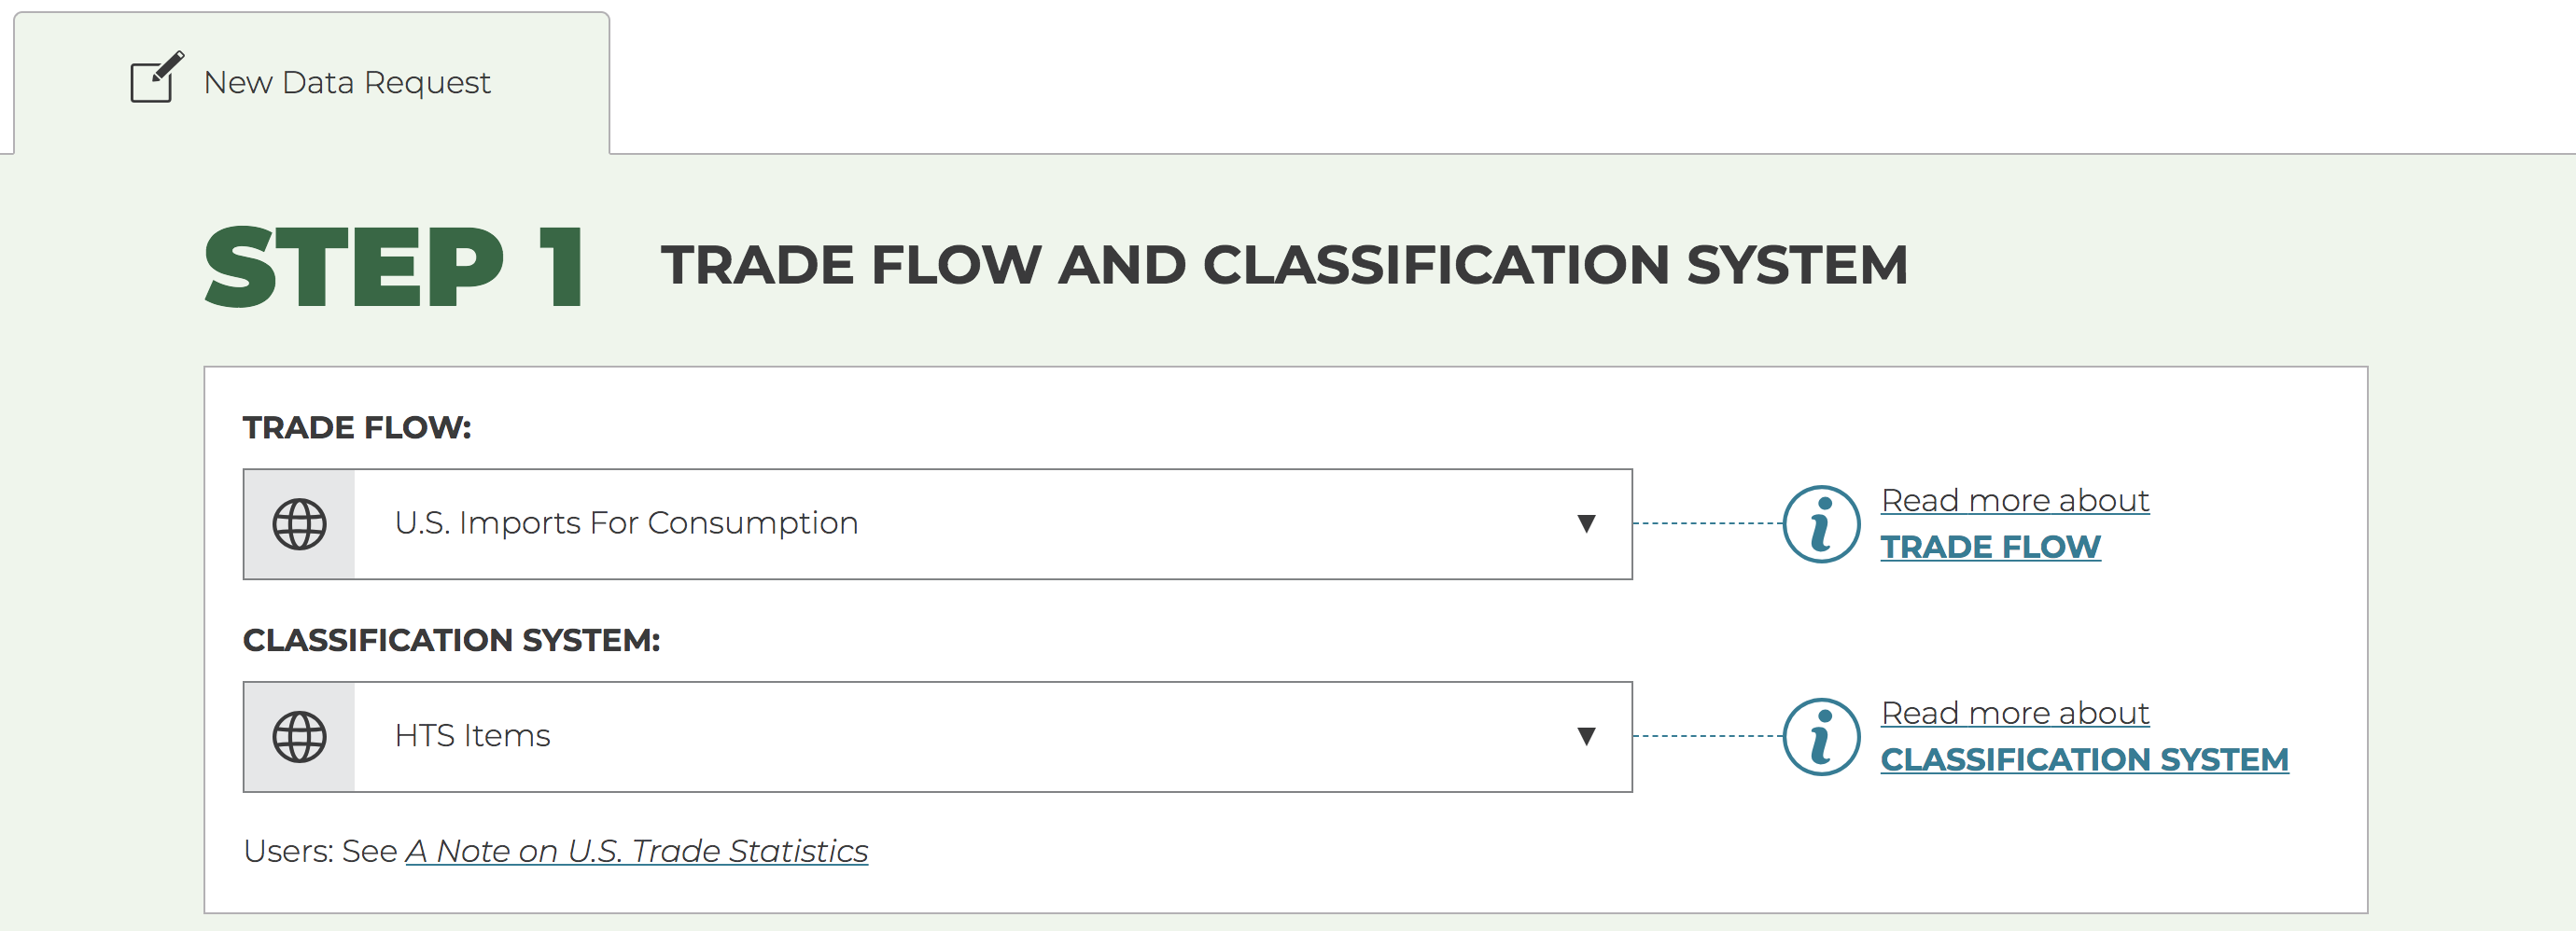 New Data Request
STEP 1 TRADE FLOW AND CLASSIFICATION SYSTEM
TRADE FLOW:
U.S. Imports For Consumption
Read more about
TRADE FLOW
CLASSIFICATION SYSTEM:
HTS Items
Read more about
CLASSIFICATION SYSTEM
Users: See A Note on U.S. Trade Statistics